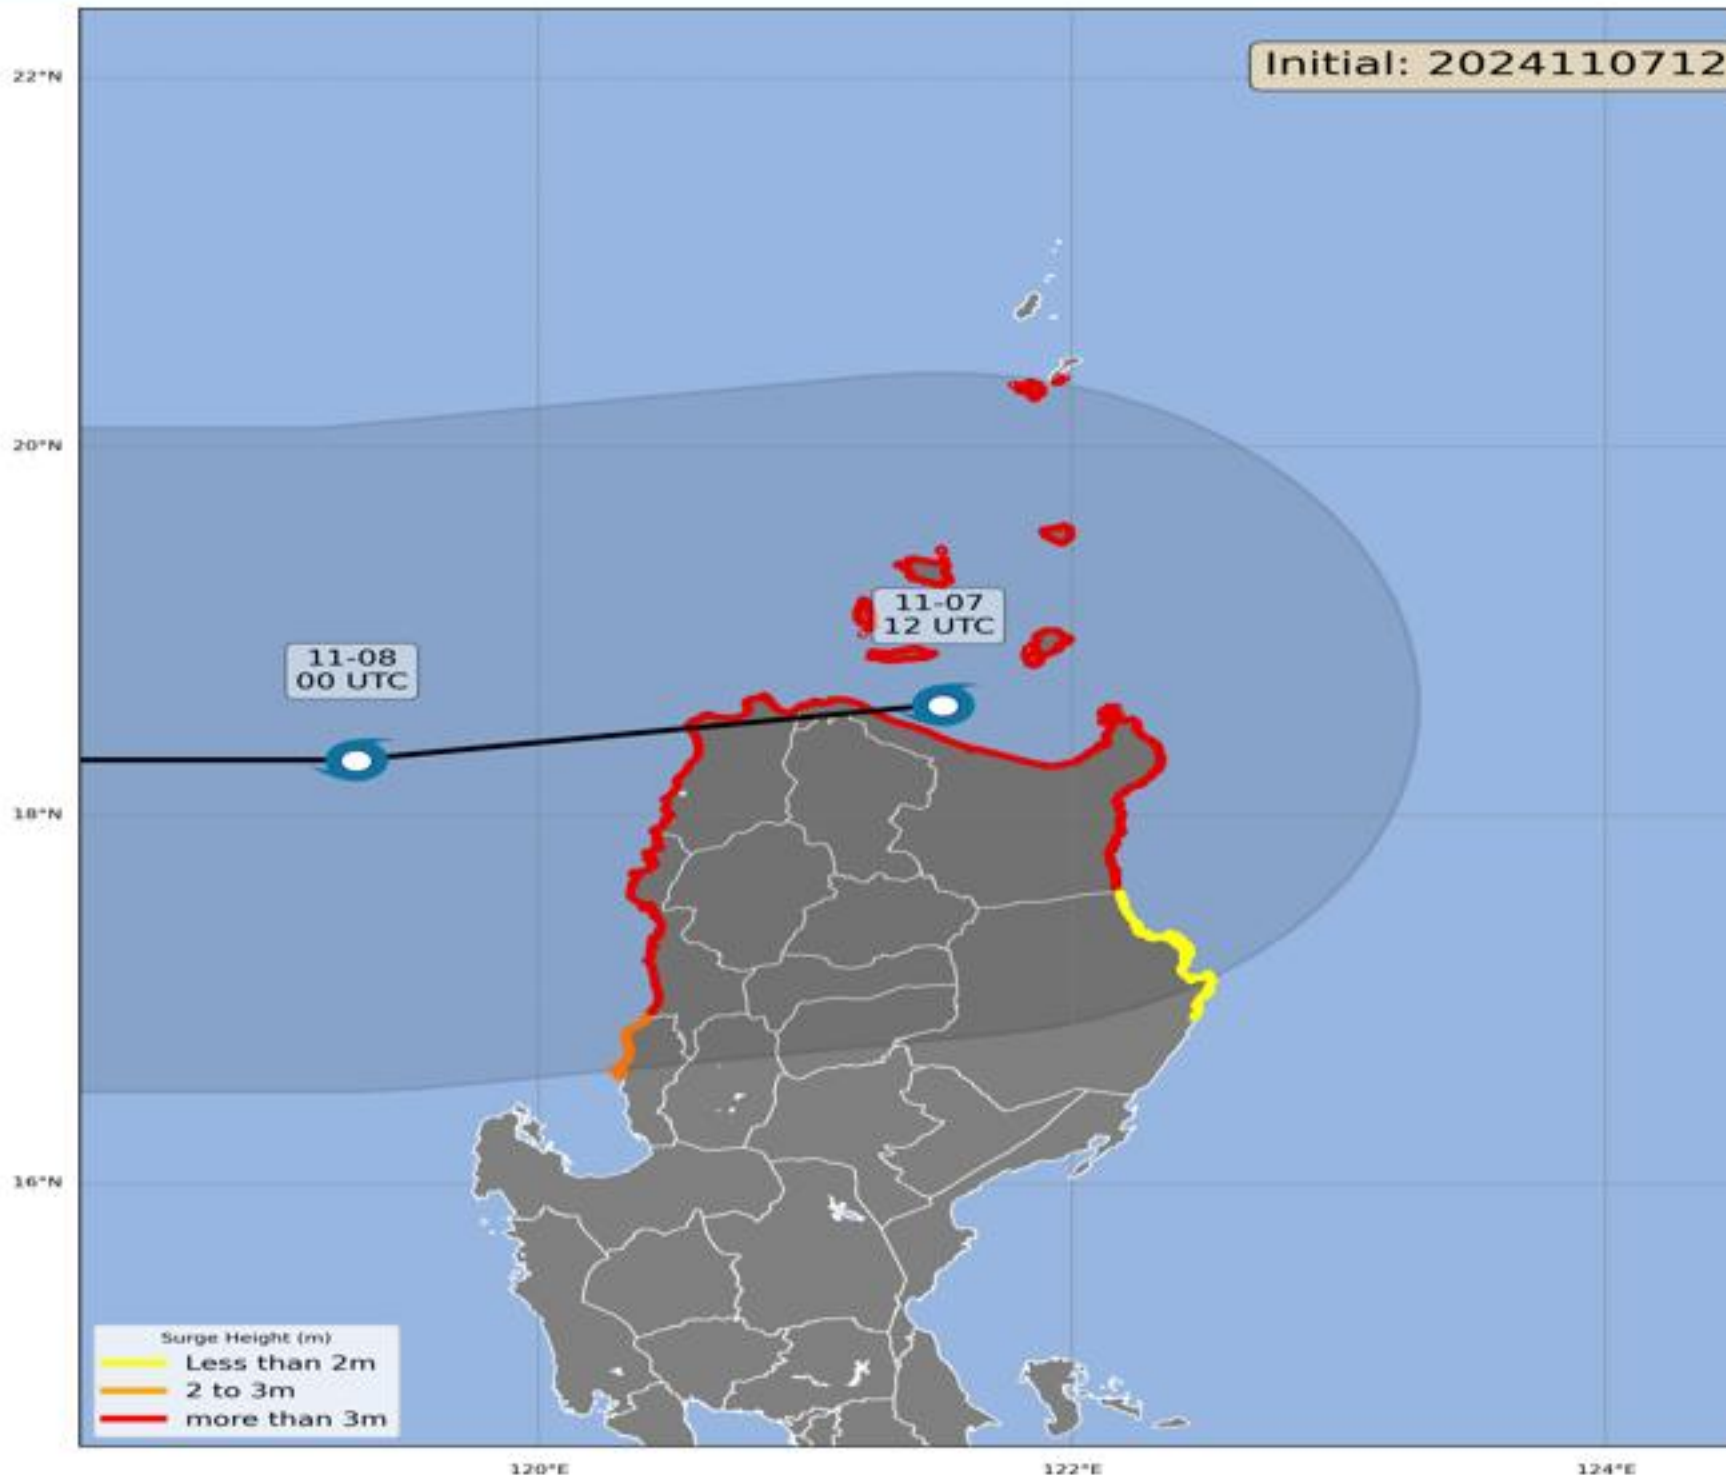 22°N
Initial: 2024110712
20°N
11-07
12 UTC
11-08
00 UTC
18°N
16°N
Surge Height (m)
Less than 2m
2 to 3m
more than 3m
120°E
122°E
124°E